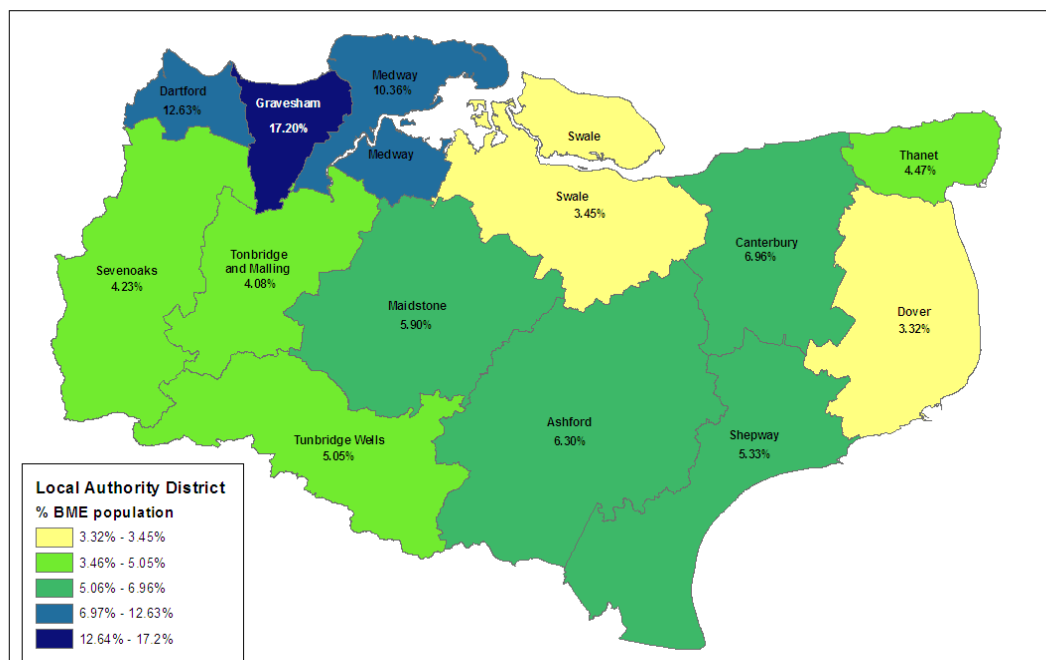 Medway
10.36%
Dartford
12.63%
Gravesham
17.20%
Swale
Medway
Thanet
4.47%
Swale
3.45%
Canterbury
6.96%
Tonbridge
and Malling
4.08%
Sevenoaks
4.23%
Maidstone
5.90%
Dover
3.32%
Ashford
6.30%
Shepway
5.33%
Tunbridge Wells
5.05%
Local Authority District
% BME population
3.32% - 3.45%
3.46% - 5.05%
5.06% - 6.96%
6.97% - 12.63%
12.64% - 17.2%